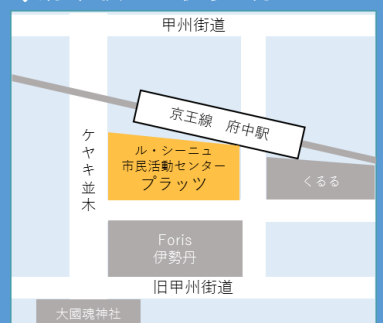 甲州街道
京王線 府中駅
ケヤキ並木
ル・シーニュ
市民活動センター
プラッツ
くるる
Foris
伊勢丹
旧甲州街道
大國魂神社